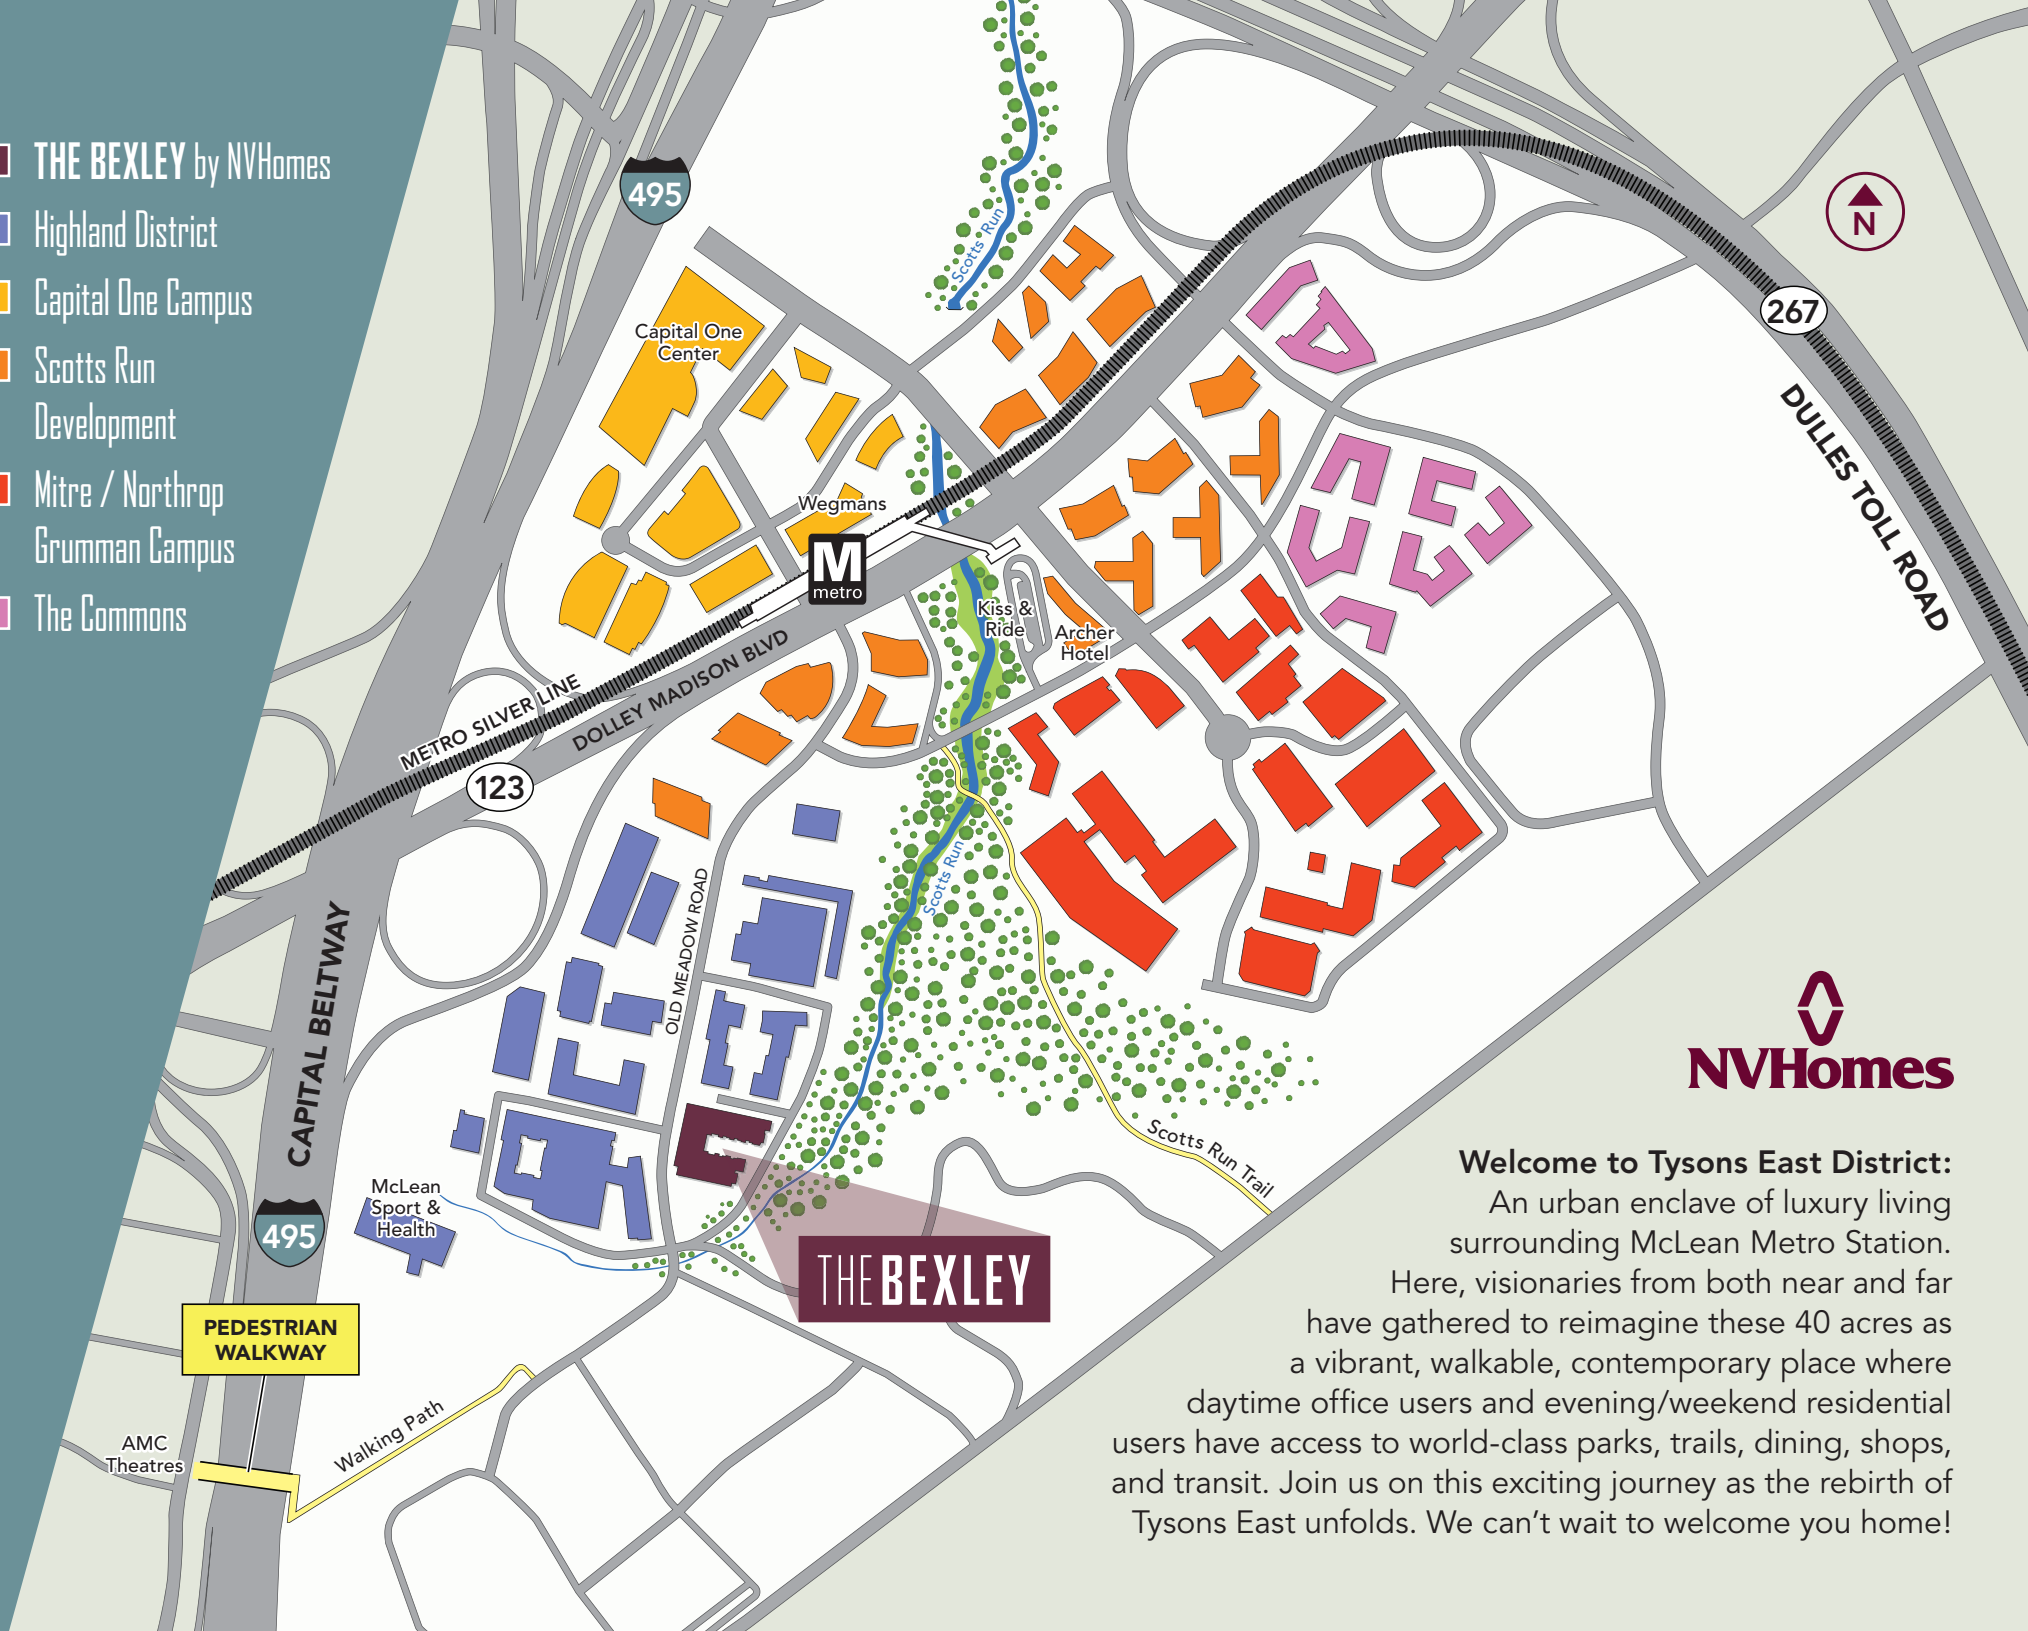 THE BEXLEY by NVHomes
Highland District
Capital One Campus
Scotts Run
Development
Mitre / Northrop
Grumman Campus
The Commons
495
Scotts Run
N
267
DULLES TOLL ROAD
Capital One
Center
Wegmans
M
metro
Kiss &
Ride
Archer
Hotel
METRO SILVER LINE
DOLLEY MADISON BLVD
123
CAPITAL BELTWAY
OLD MEADOW ROAD
Scotts Run
Scotts Run Trail
McLean
Sport &
Health
495
THE BEXLEY
PEDESTRIAN
WALKWAY
Walking Path
AMC
Theatres
NVHomes
Welcome to Tysons East District:
An urban enclave of luxury living
surrounding McLean Metro Station.
Here, visionaries from both near and far
have gathered to reimagine these 40 acres as
a vibrant, walkable, contemporary place where
daytime office users and evening/weekend residential
users have access to world-class parks, trails, dining, shops,
and transit. Join us on this exciting journey as the rebirth of
Tysons East unfolds. We can't wait to welcome you home!